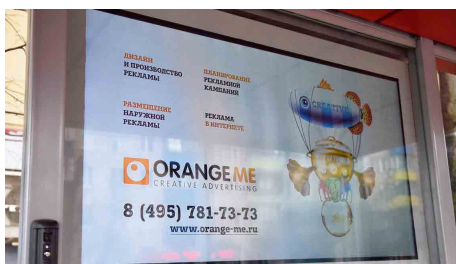 ДИЗАЙН
И ПРОИЗВОДСТВО
РЕКЛАМЫ
ПЛАНИРОВАНИЕ
РЕКЛАМНОЙ
КАМПАНИИ
РАЗМЕЩЕНИЕ
НАРУЖНОЙ
РЕКЛАМЫ
РЕКЛАМА
В ИНТЕРНЕТЕ
CREATIVE
ORANGE ME
CREATIVE ADVERTISING
8 (495) 781-73-73
www.orange-me.ru